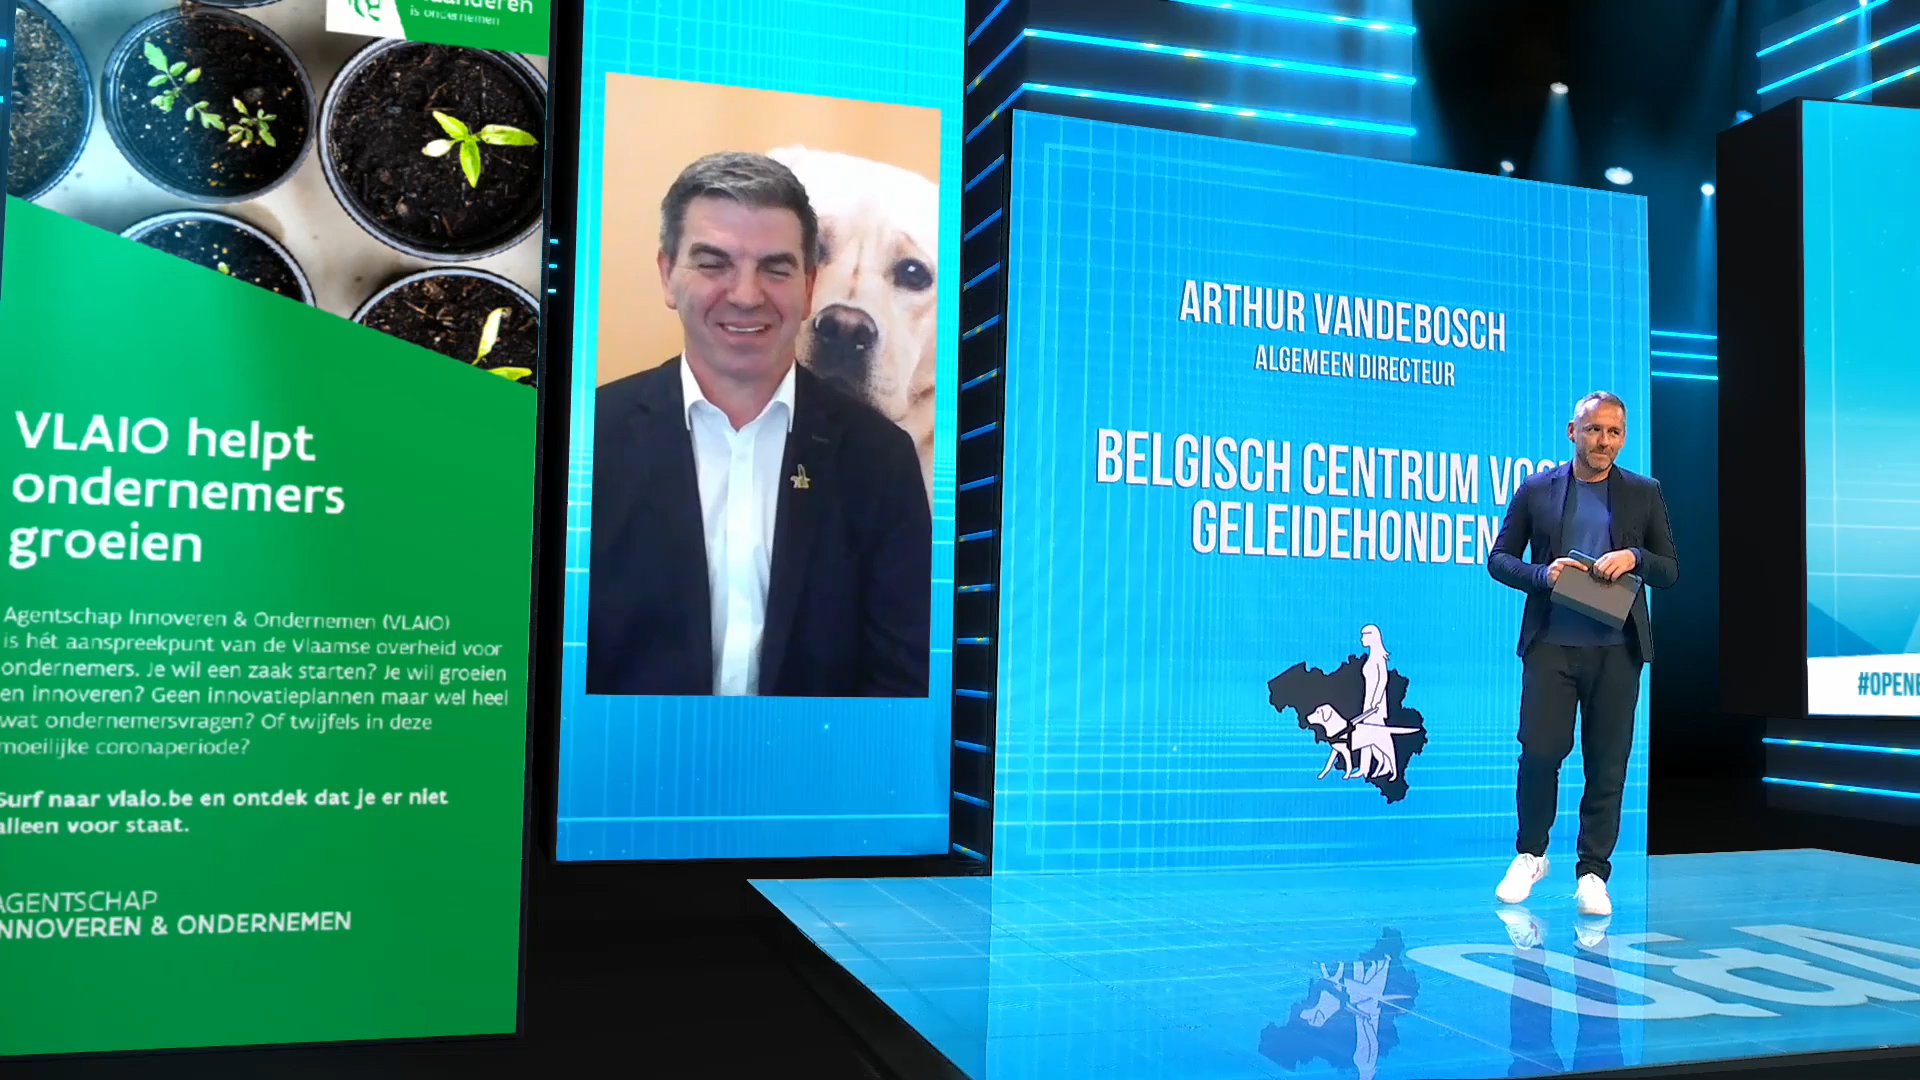 is ondernemen
VLAIO helpt
ondernemers
groeien
Agentschap Innoveren & Ondernemen (VLAIO)
is hét aanspreekpunt van de Vlaamse overheid voor
ondernemers. Je wil een zaak starten? Je wil groeien
en innoveren? Geen innovatieplannen maar wel heel
wat ondernemersvragen? Of twijfels in deze
moeilijke coronaperiode?
Surf naar vlaio.be en ontdek dat je er niet
alleen voor staat.
AGENTSCHAP
INNOVEREN & ONDERNEMEN
ARTHUR VANDEBOSCH
ALGEMEEN DIRECTEUR
BELGISCH CENTRUM
GELEIDEHONDEN
Q&A